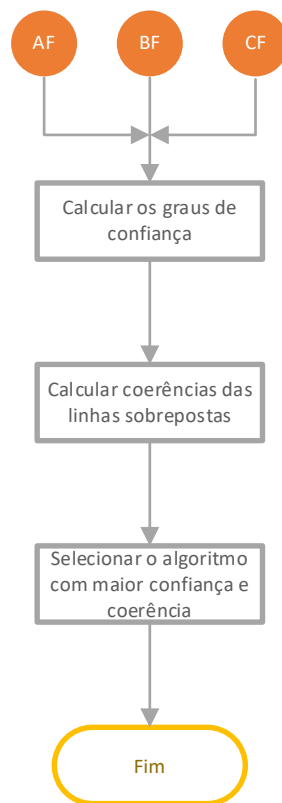 AF
BF
CF
Calcular os graus de
confiança
Calcular coerências das
linhas sobrepostas
Selecionar o algoritmo
com maior confiança e
coerência
Fim